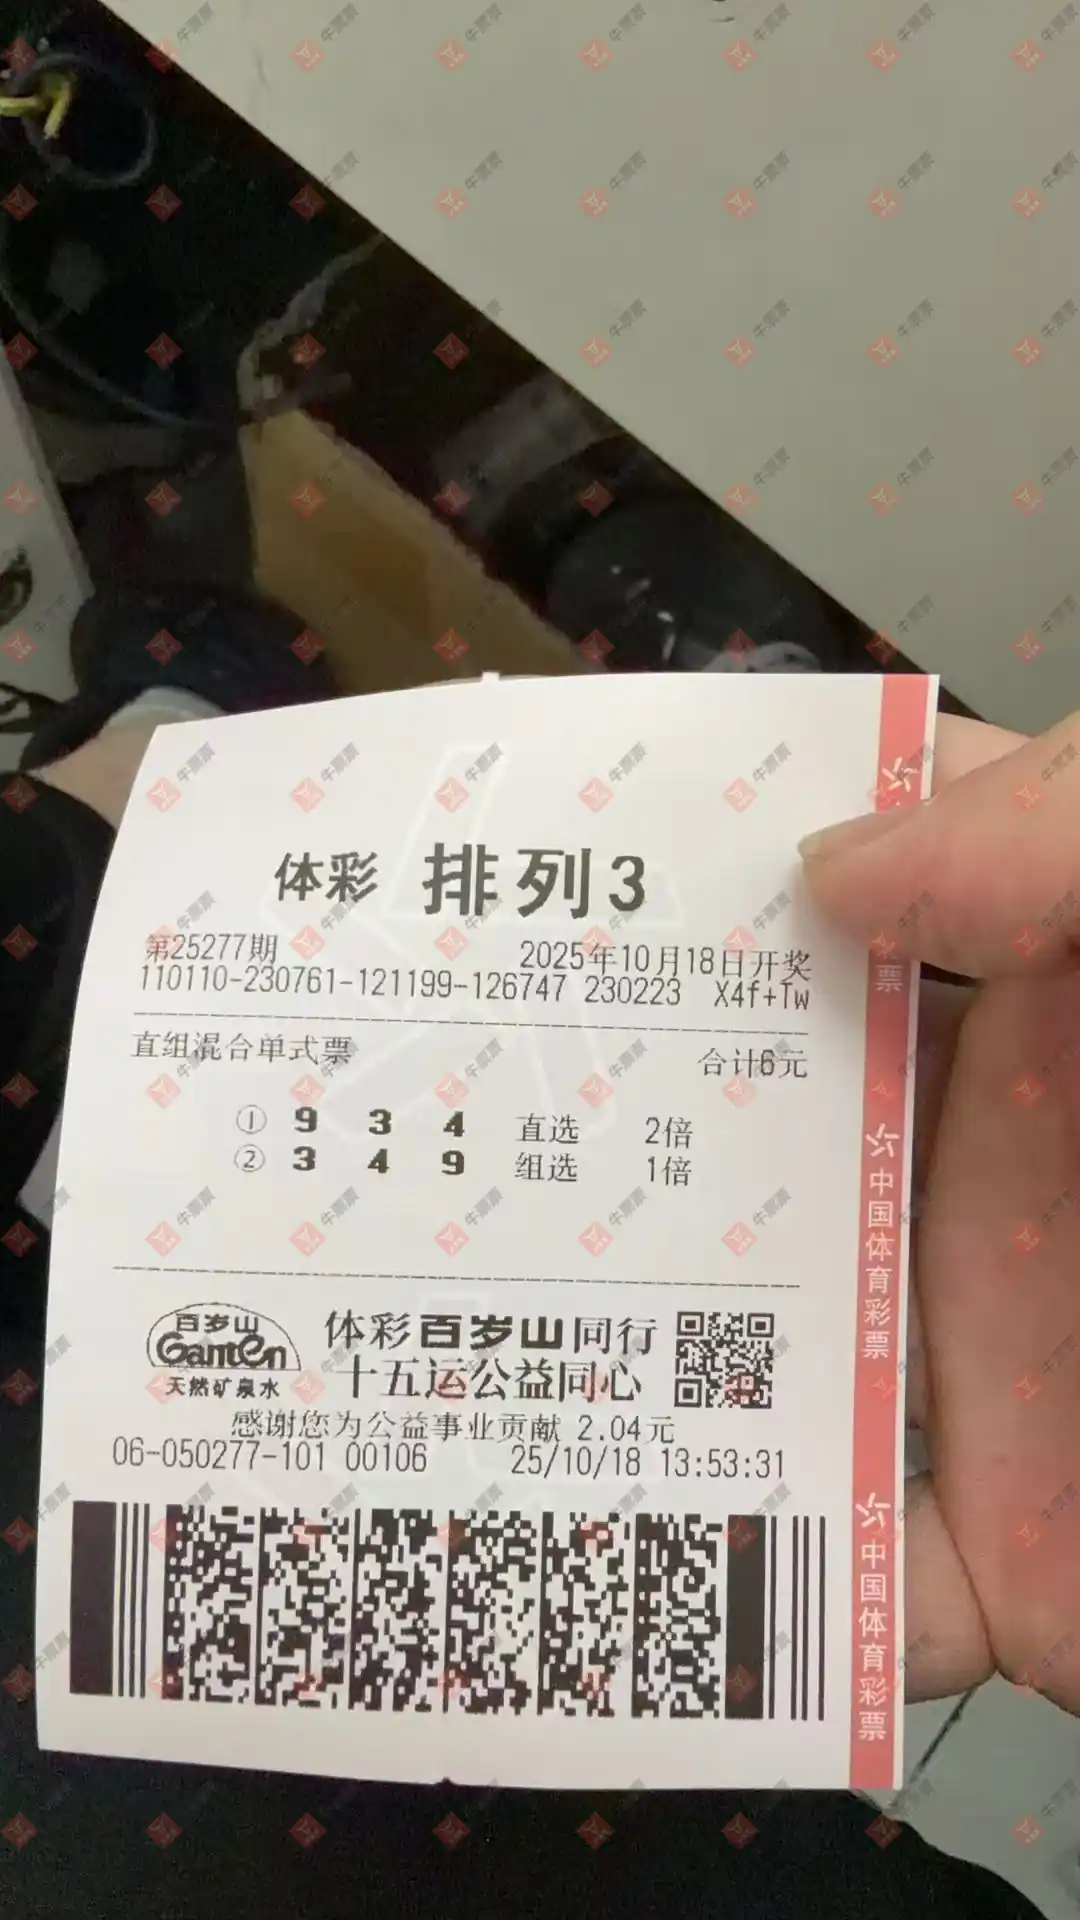 体彩 排列3
第25277期 2025年10月18日开奖
110110-230761-121199-126747 230223 X4f+Tw
直组混合单式票 合计6元
① 9 3 4 直选 2倍
② 3 4 9 组选 1倍
百岁山
Ganten
天然矿泉水
体彩百岁山同行
十五运公益同心
感谢您为公益事业贡献 2.04元
06-050277-101 00106 25/10/18 13:53:31
票
中国体育彩票
中国体育彩票
牛票票